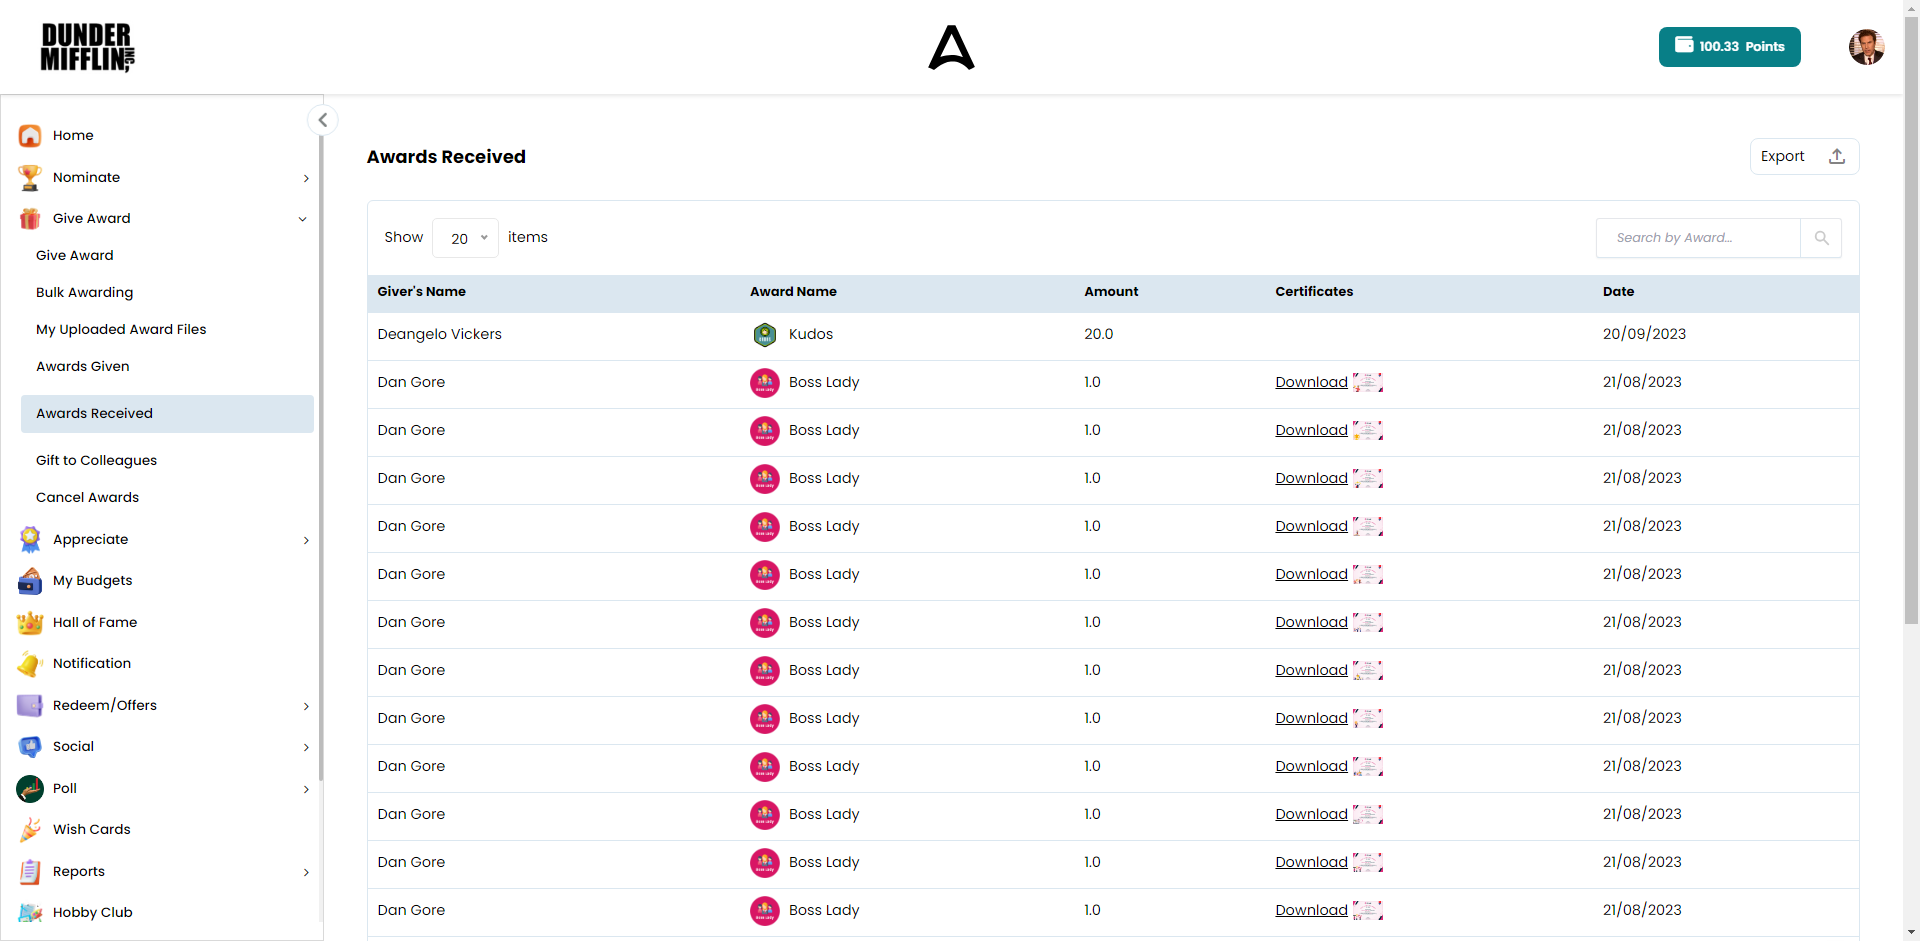 DUNDER
MIFFLIN, INC
100.33 Points
Home
Nominate
Give Award
Give Award
Bulk Awarding
My Uploaded Award Files
Awards Given
Awards Received
Gift to Colleagues
Cancel Awards
Appreciate
My Budgets
Hall of Fame
Notification
Redeem/Offers
Social
Poll
Wish Cards
Reports
Hobby Club
Awards Received
Export
Show 20 items
Search by Award...
Giver's Name Award Name Amount Certificates Date
Deangelo Vickers Kudos 20.0 20/09/2023
Dan Gore Boss Lady 1.0 Download 21/08/2023
Dan Gore Boss Lady 1.0 Download 21/08/2023
Dan Gore Boss Lady 1.0 Download 21/08/2023
Dan Gore Boss Lady 1.0 Download 21/08/2023
Dan Gore Boss Lady 1.0 Download 21/08/2023
Dan Gore Boss Lady 1.0 Download 21/08/2023
Dan Gore Boss Lady 1.0 Download 21/08/2023
Dan Gore Boss Lady 1.0 Download 21/08/2023
Dan Gore Boss Lady 1.0 Download 21/08/2023
Dan Gore Boss Lady 1.0 Download 21/08/2023
Dan Gore Boss Lady 1.0 Download 21/08/2023
Dan Gore Boss Lady 1.0 Download 21/08/2023